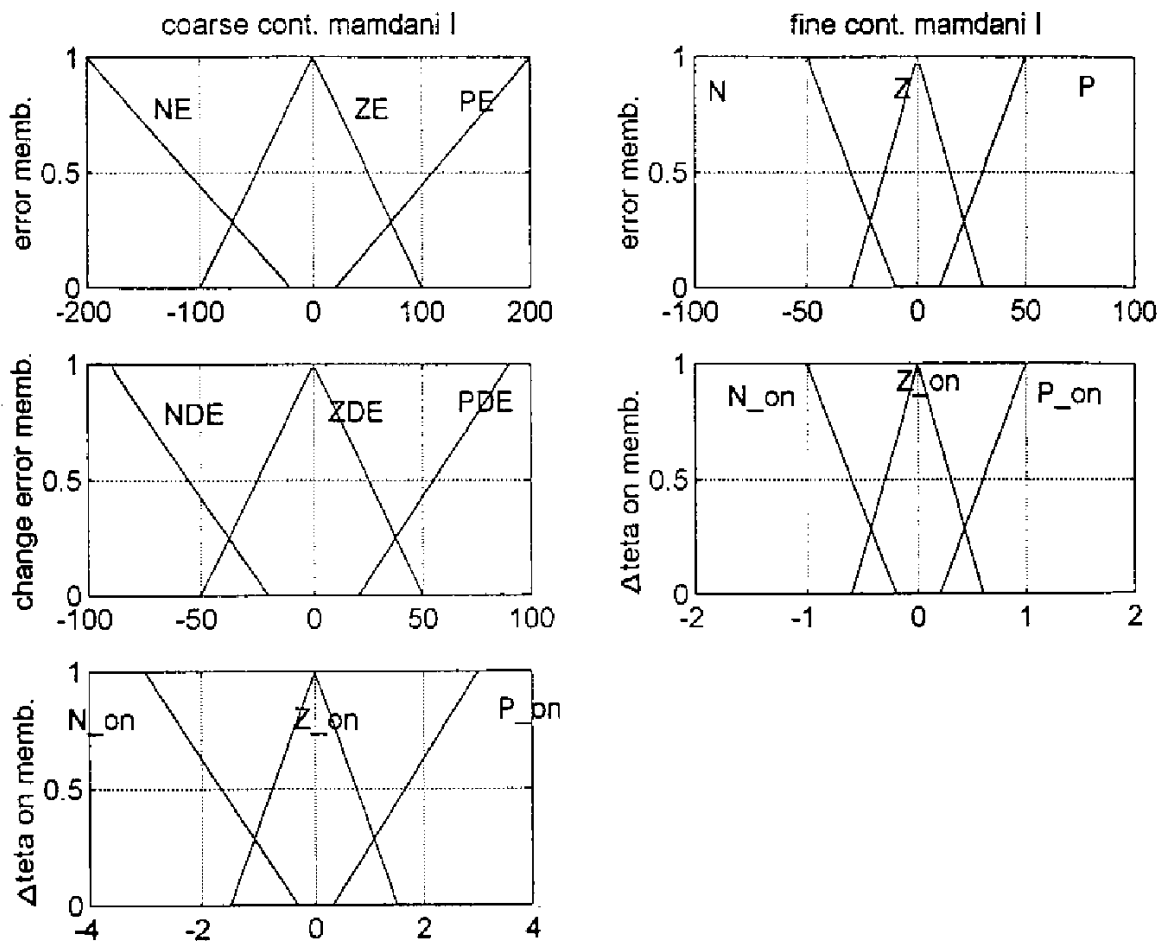 coarse cont. mamdani I
error memb.
1
0.5
0
NE
ZE
PE
-200
-100
0
100
200
change error memb.
1
0.5
0
NDE
ZDE
PDE
-100
-50
0
50
100
Δteta on memb.
1
0.5
0
N_on
Z_on
P_on
-4
-2
0
2
4
fine cont. mamdani I
error memb.
1
0.5
0
N
Z
P
-100
-50
0
50
100
Δteta on memb.
1
0.5
0
N_on
Z_on
P_on
-2
-1
0
1
2